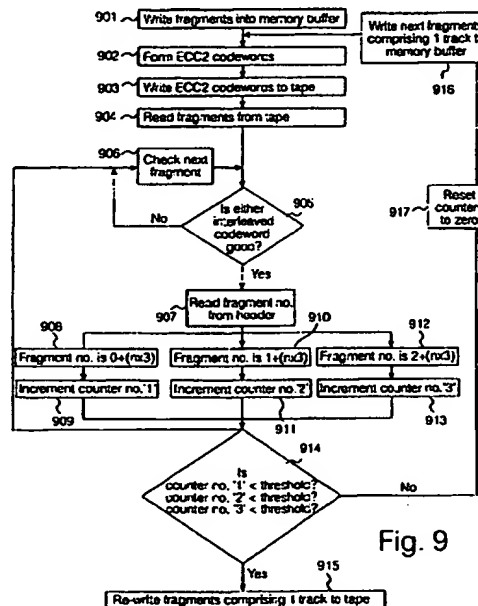 901
Write fragments into memory buffer
Write next fragments
comprising 1 track to
memory buffer
916
902
Form ECC2 codewords
903
Write ECC2 codewords to tape
904
Read fragments from tape
906
Check next
fragment
905
Is either
interleaved
codeword
good?
No
Yes
917
Reset
counters
to zero
907
Read fragment no.
from header
908
Fragment no. is 0+(nx3)
910
Fragment no. is 1+(nx3)
912
Fragment no. is 2+(nx3)
Increment counter no.'1'
909
Increment counter no.'2'
911
Increment counter no.'3'
913
914
Is
counter no. '1' < threshold?
counter no. '2' < threshold?
counter no. '3' < threshold?
No
Yes
Fig. 9
915
Re-write fragments comprising 1 track to tape